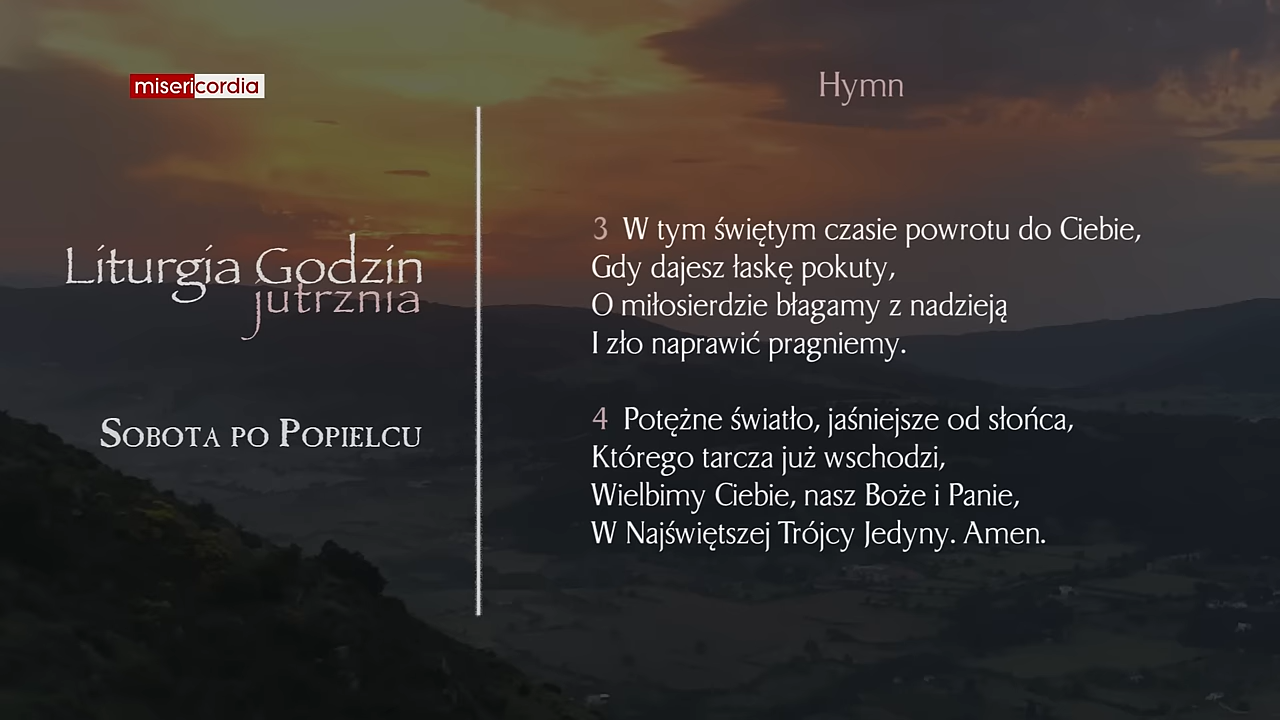 misericordia
Hymn
Liturgia Godzin
jutrznia
Sobota po Popielcu
3 W tym świętym czasie powrotu do Ciebie,
Gdy dajesz łaskę pokuty,
O miłosierdzie błagamy z nadzieją
I zło naprawić pragniemy.
4 Potężne światło, jaśniejsze od słońca,
Którego tarcza już wschodzi,
Wielbimy Ciebie, nasz Boże i Panie,
W Najświętszej Trójcy Jedyny. Amen.